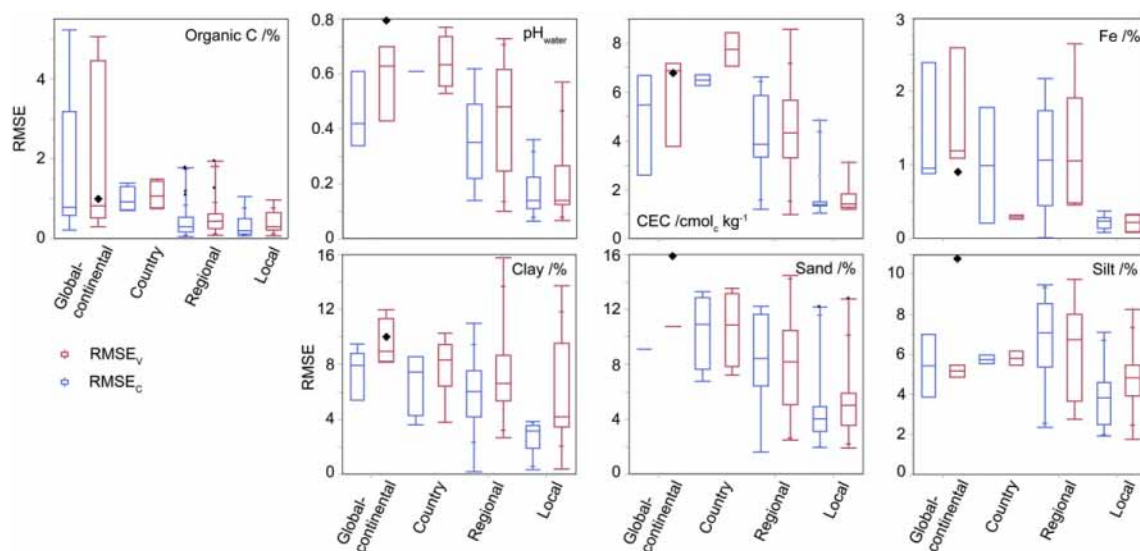 Organic C /%
4
2
0
RMSE
Global-continental
Country
Regional
Local
RMSEV
RMSEC
pHwater
0.8
0.6
0.4
0.2
0
CEC /cmolc kg-1
8
6
4
2
0
Fe /%
3
2
1
0
Clay /%
16
12
8
4
0
RMSE
Global-continental
Country
Regional
Local
Sand /%
16
12
8
4
0
Global-continental
Country
Regional
Local
Silt /%
10
8
6
4
2
0
Global-continental
Country
Regional
Local